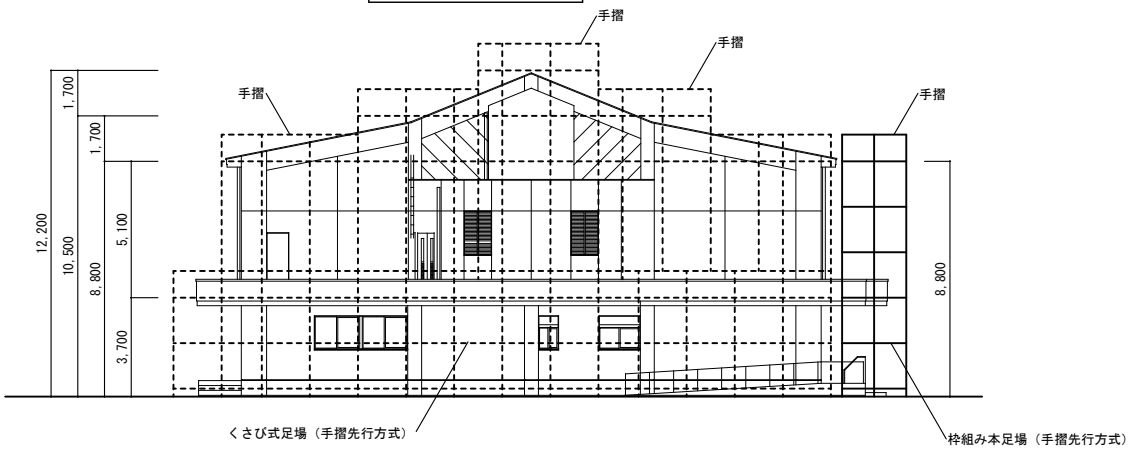 手摺
手摺
手摺
手摺
1,700
1,700
12,200
10,500
8,800
5,100
3,700
8,800
くさび式足場（手摺先行方式）
枠組み本足場（手摺先行方式）